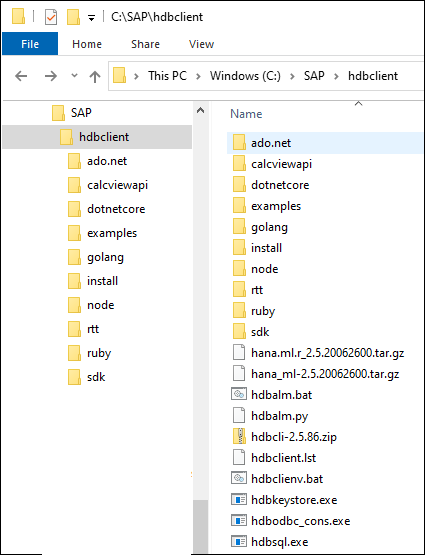 C:\SAP\hdbclient
File Home Share View
This PC Windows (C:) SAP hdbclient
SAP
hdbclient
ado.net
calcviewapi
dotnetcore
examples
golang
install
node
rtt
ruby
sdk
Name
ado.net
calcviewapi
dotnetcore
examples
golang
install
node
rtt
ruby
sdk
hana.ml.r_2.5.20062600.tar.gz
hana_ml-2.5.20062600.tar.gz
hdbalm.bat
hdbalm.py
hdbcli-2.5.86.zip
hdbclient.lst
hdbclienv.bat
hdbkeystore.exe
hdbodbc_cons.exe
hdbsql.exe